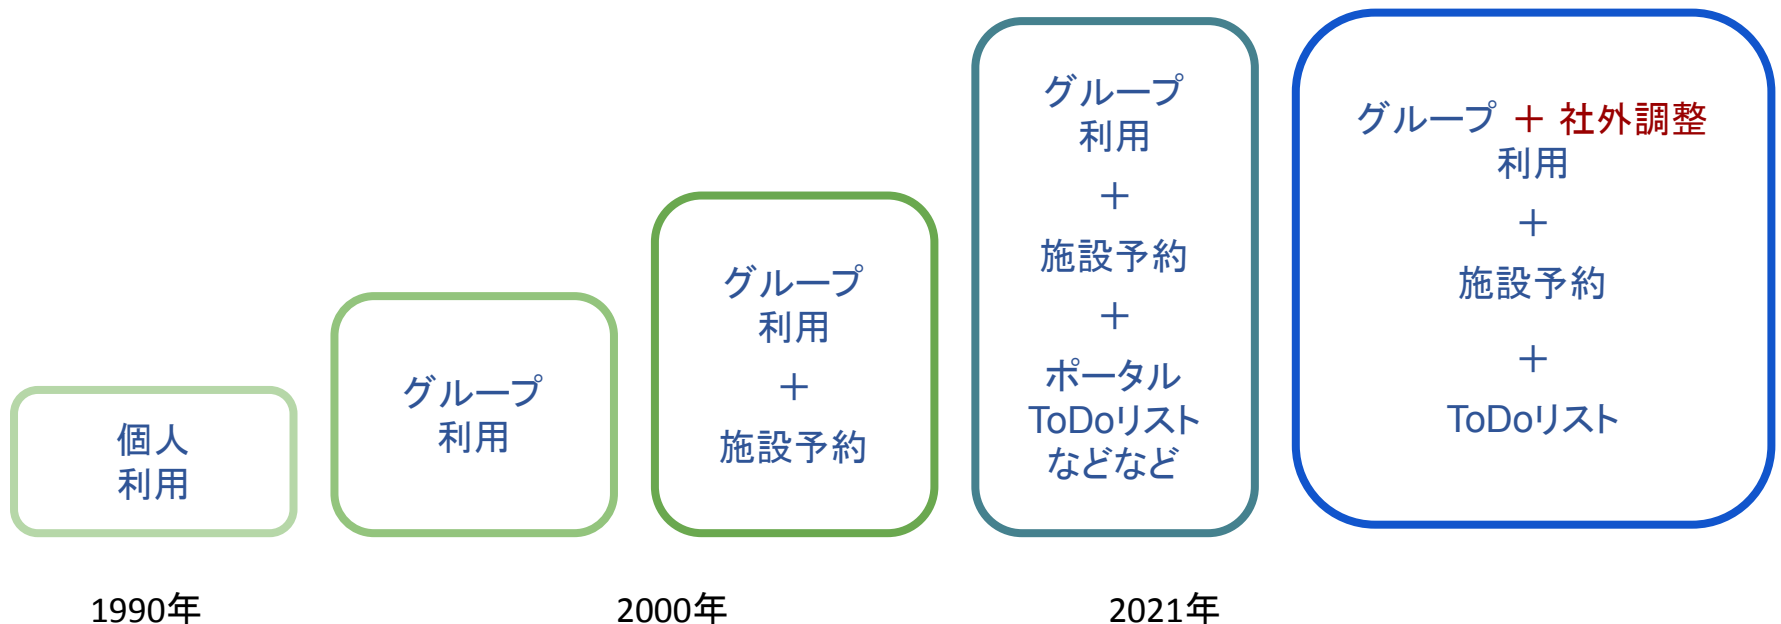 個人
利用
グループ
利用
グループ
利用
＋
施設予約
グループ
利用
＋
施設予約
＋
ポータル
ToDoリスト
などなど
グループ ＋ 社外調整
利用
＋
施設予約
＋
ToDoリスト
1990年
2000年
2021年